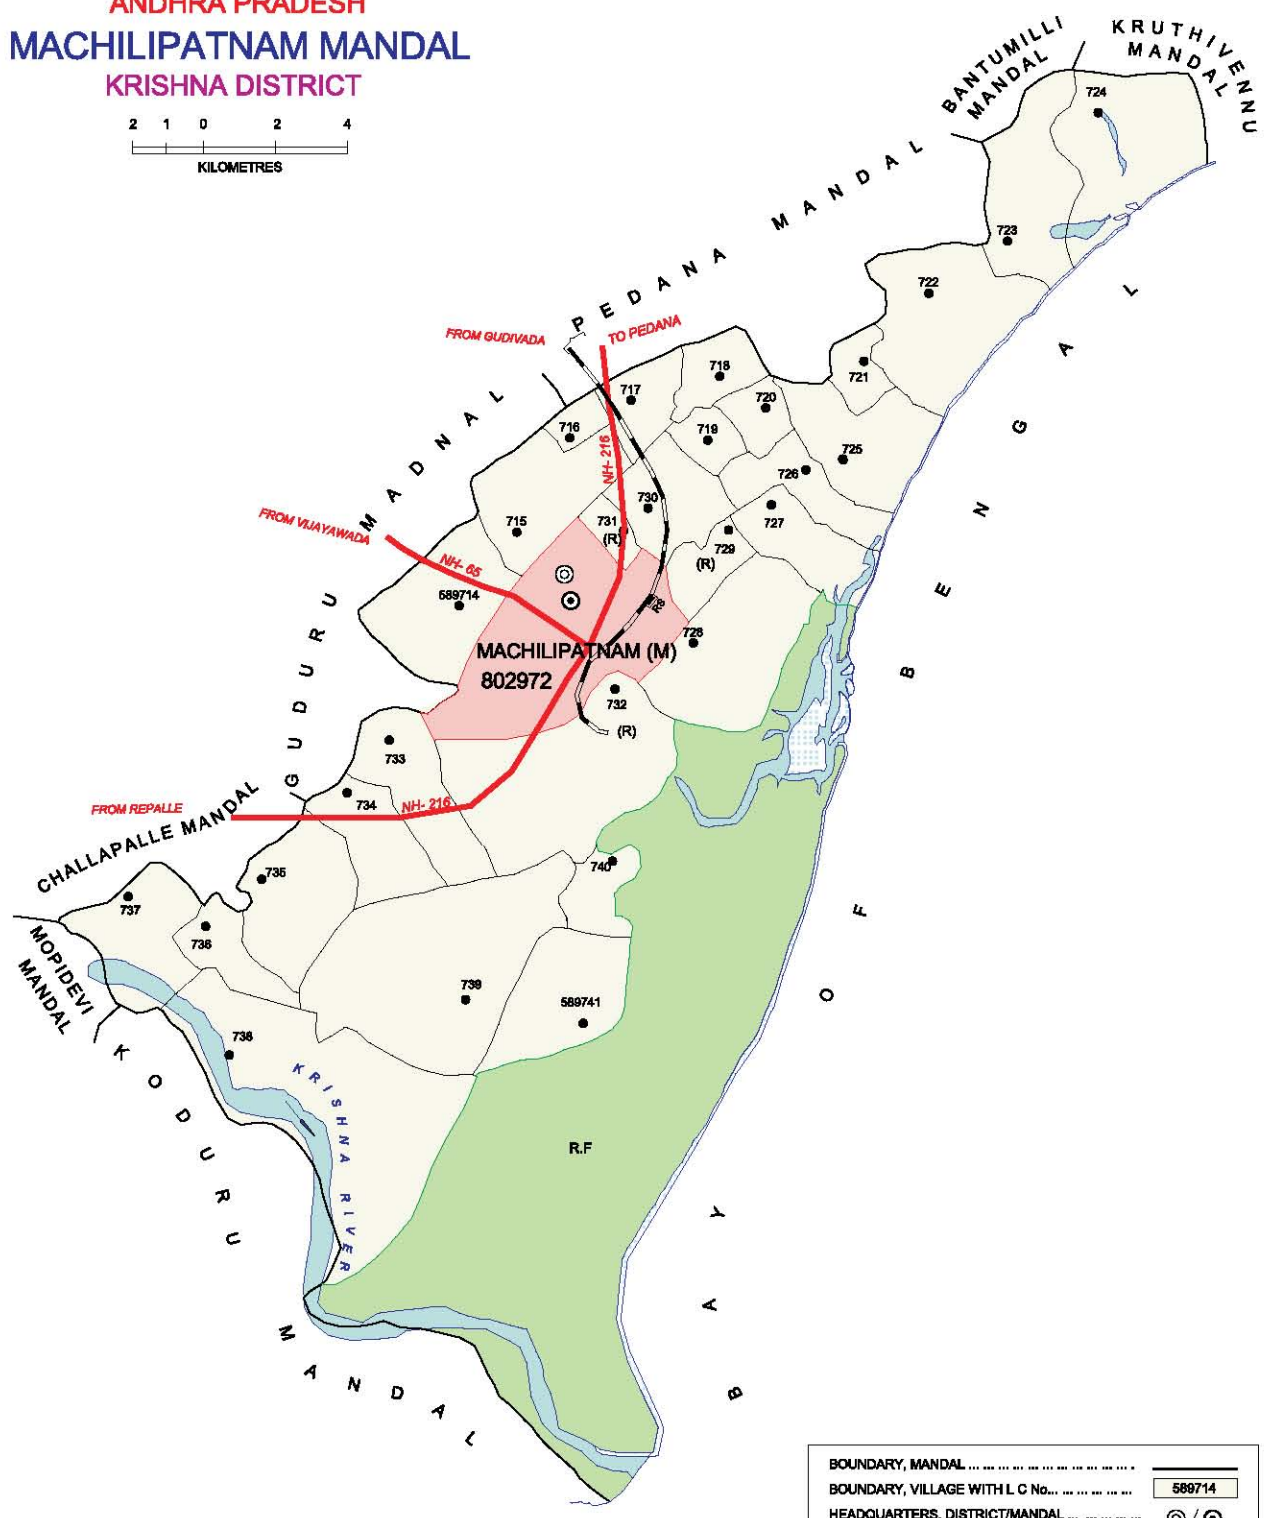 ANDHRA PRADESH
MACHILIPATNAM MANDAL
KRISHNA DISTRICT
2 1 0 2 4
KILOMETRES
BANTUMILLI
MANDAL
KRUTHIVENNU
MANDAL
724
723
722
PEDANA MANDAL
FROM GUDIVADA
TO PEDANA
718
717
721
720
716
719
NH-216
725
726
730
727
715
731
(R)
729
(R)
FROM VIJAYAWADA
NH-65
589714
GUDURU MADNAL
RS
728
MACHILIPATNAM (M)
802972
732
(R)
733
734
FROM REPALLE
NH-216
CHALLAPALLE MANDAL
735
740
737
736
MOPIDEVI
MANDAL
739
589741
738
KRISHNA RIVER
KODURU MANDAL
R.F
BAY OF BENGAL
BOUNDARY, MANDAL ... ... ... ... ... ... ... ... ... ... ... .
BOUNDARY, VILLAGE WITH L C No... ... ... ... ... ... 589714
HEADQUARTERS, DISTRICT/MANDAL ... ... ... ... ... /